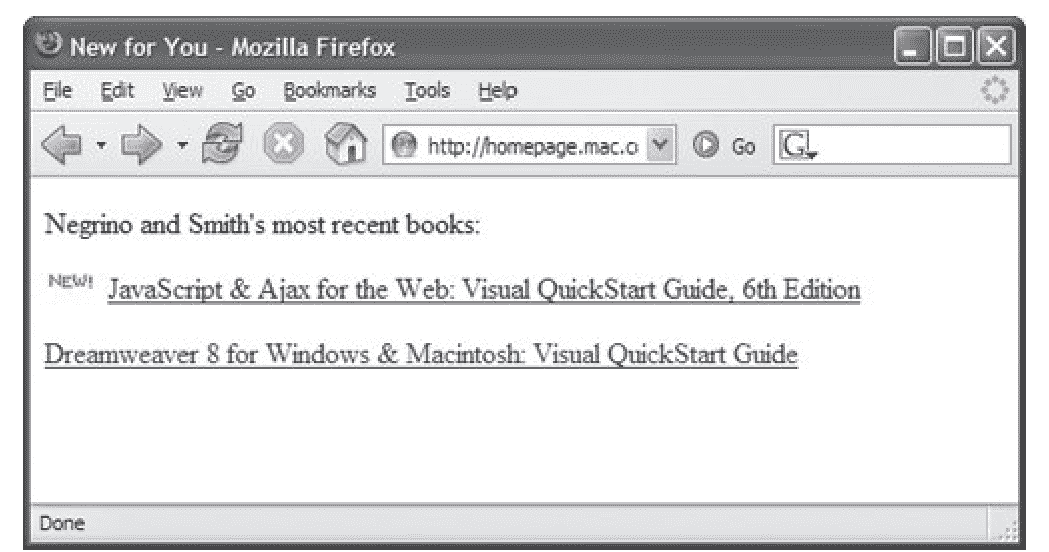 New for You - Mozilla Firefox
File Edit View Go Bookmarks Tools Help
http://homepage.mac.c Go G
Negrino and Smith's most recent books:
NEW! JavaScript & Ajax for the Web: Visual QuickStart Guide, 6th Edition
Dreamweaver 8 for Windows & Macintosh: Visual QuickStart Guide
Done